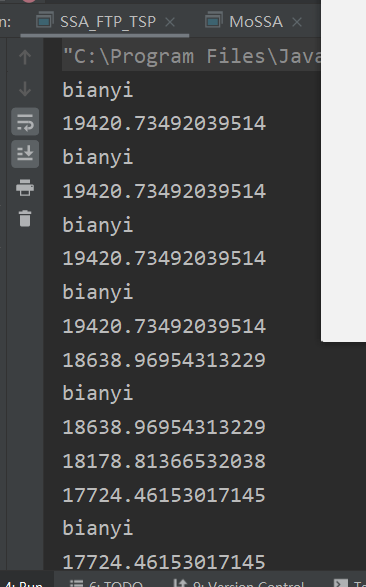 n: SSA_FTP_TSP MoSSA
"C:\Program Files\Java
bianyi
19420.73492039514
bianyi
19420.73492039514
bianyi
19420.73492039514
bianyi
19420.73492039514
18638.96954313229
bianyi
18638.96954313229
18178.81366532038
17724.46153017145
bianyi
17724.46153017145
4: Run 6: TODO 9: Version Control Te